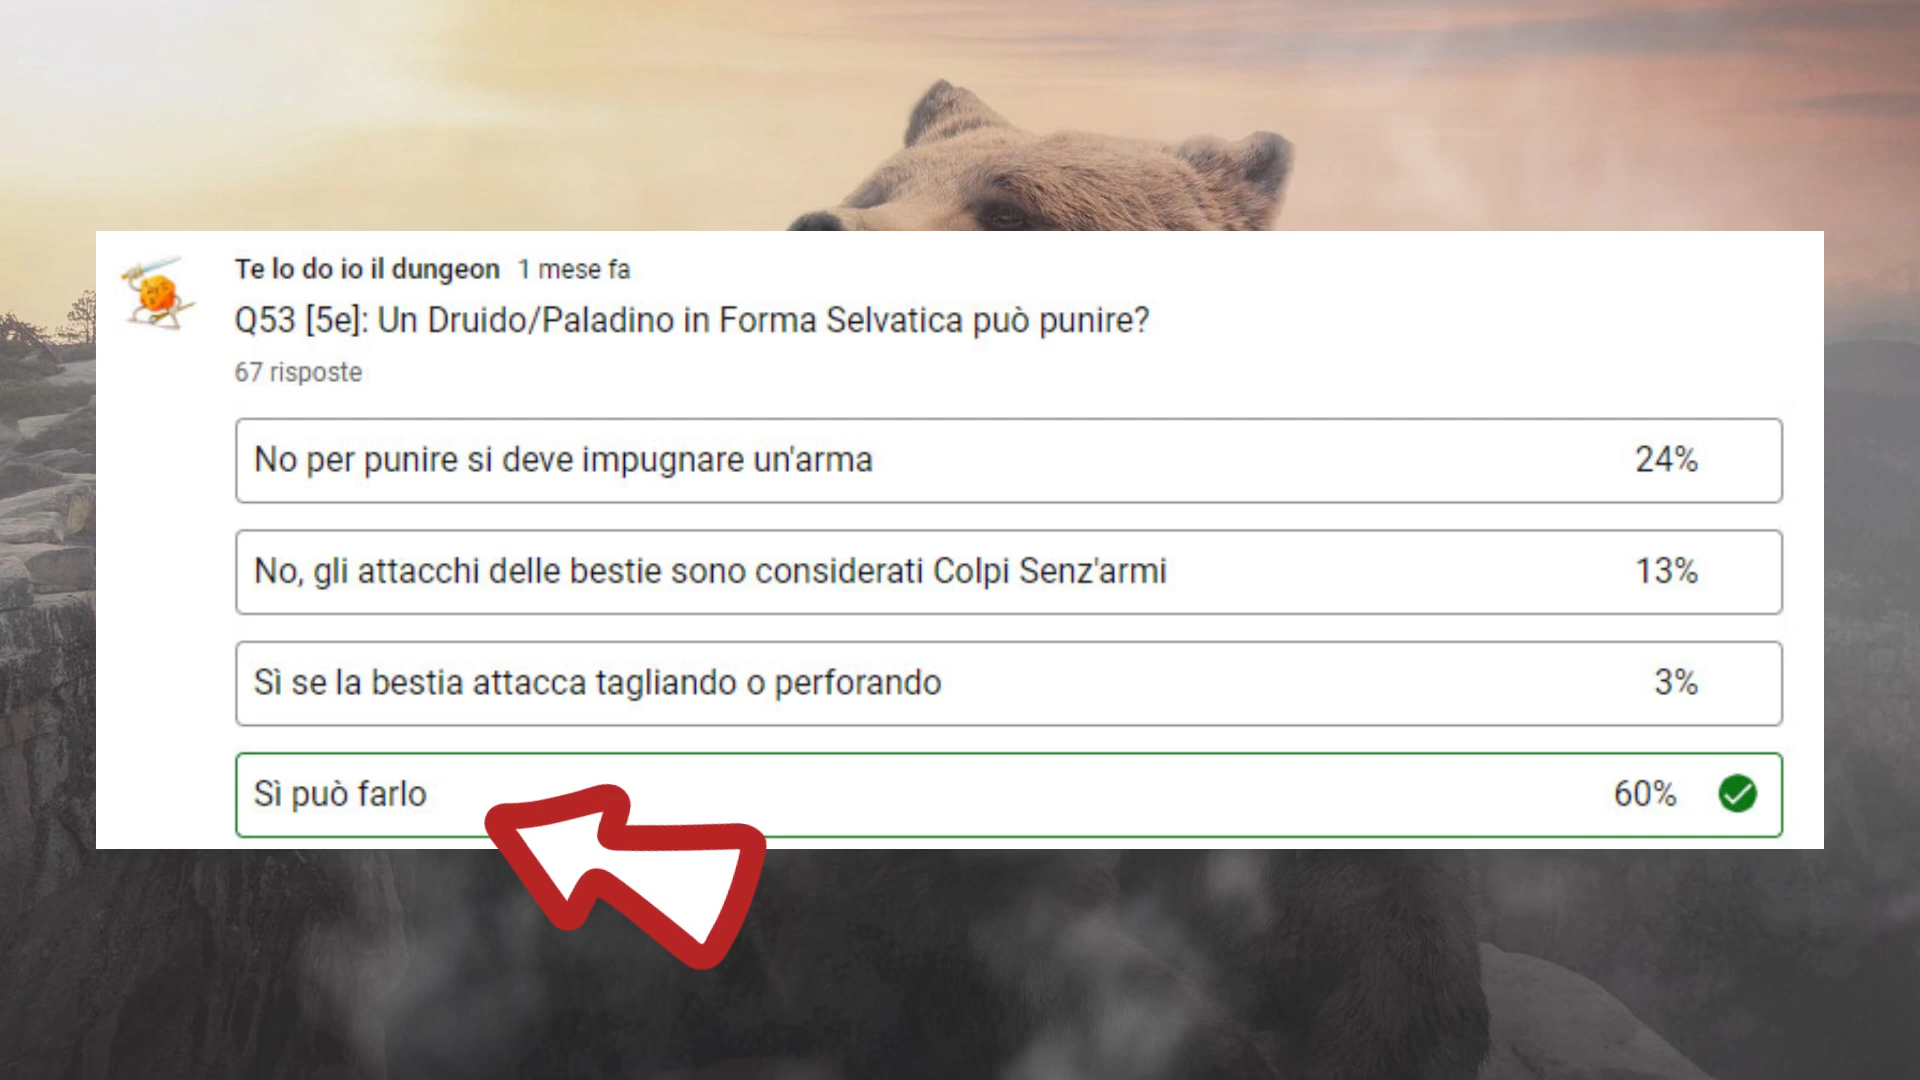 Te lo do io il dungeon 1 mese fa
Q53 [5e]: Un Druido/Paladino in Forma Selvatica può punire?
67 risposte
No per punire si deve impugnare un'arma 24%
No, gli attacchi delle bestie sono considerati Colpi Senz'armi 13%
Sì se la bestia attacca tagliando o perforando 3%
Sì può farlo 60%